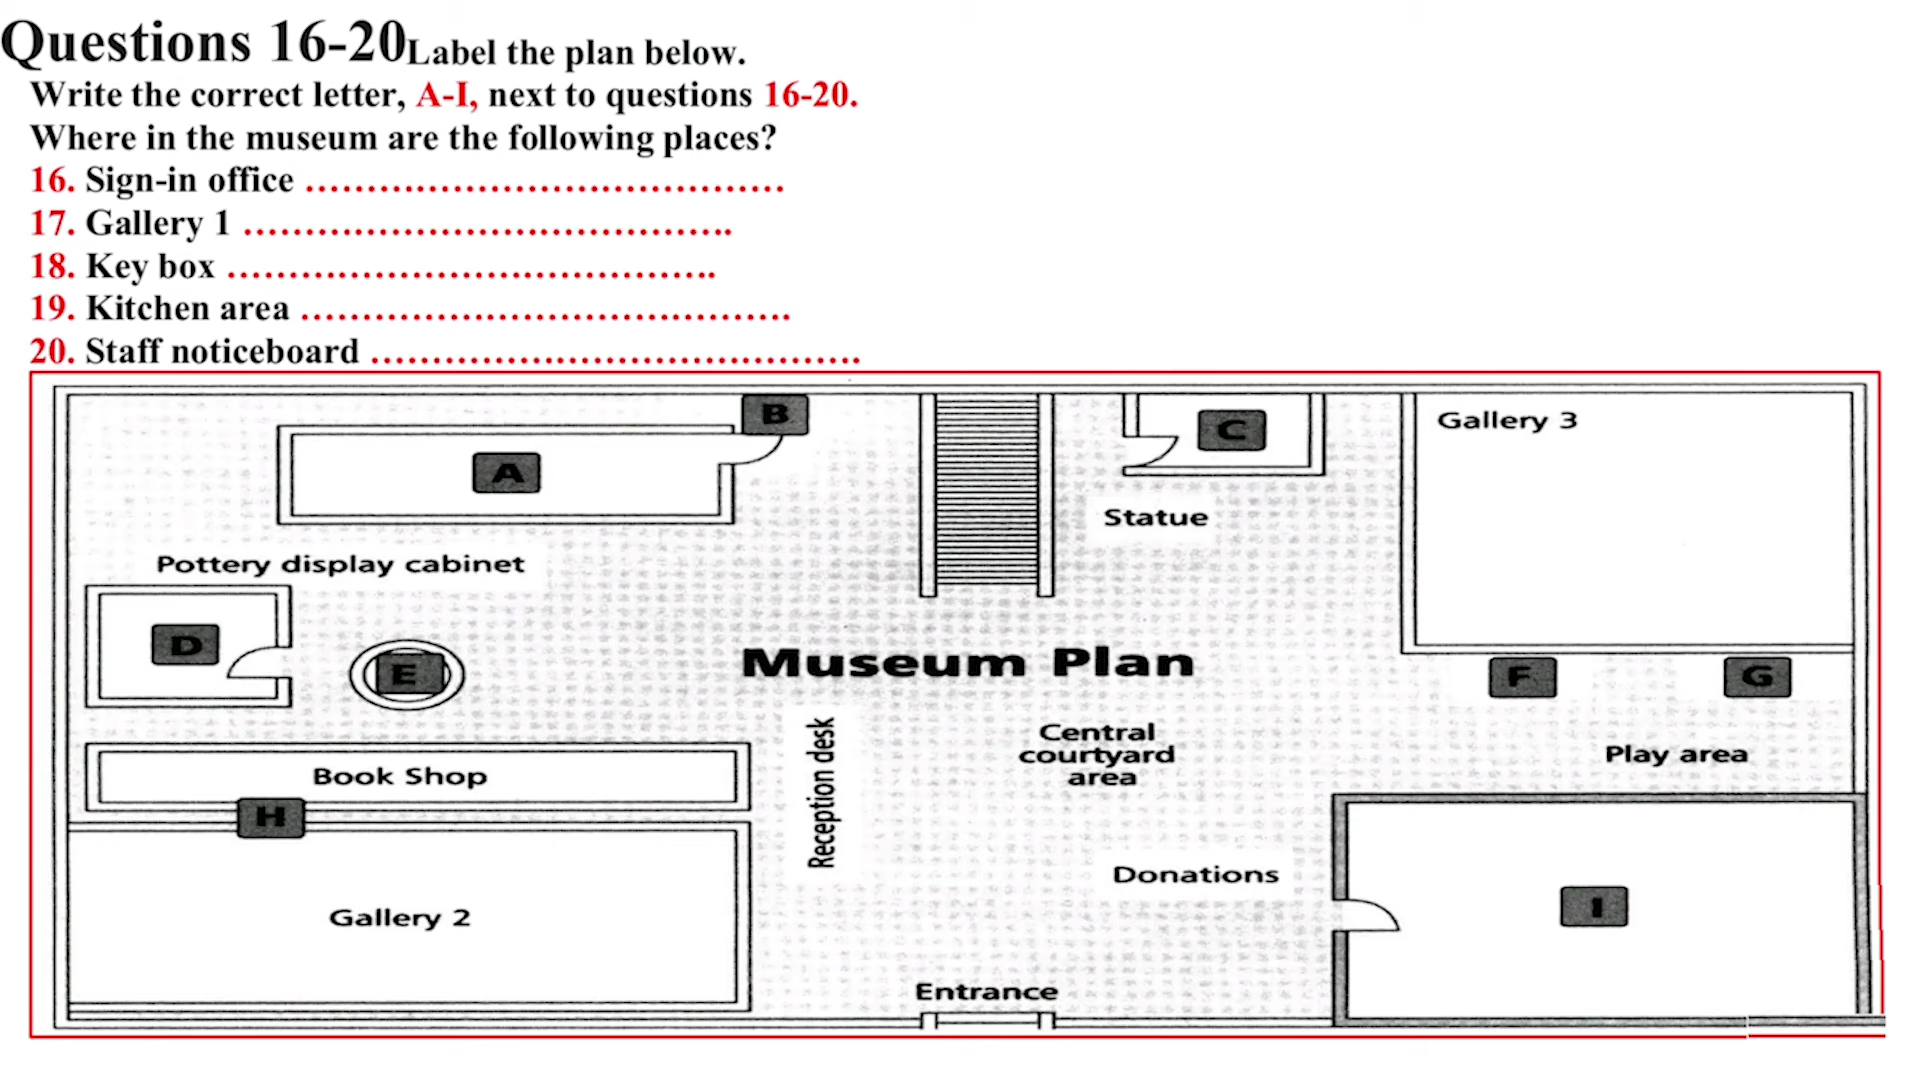 Questions 16-20 Label the plan below.
Write the correct letter, A-I, next to questions 16-20.
Where in the museum are the following places?
16. Sign-in office ..........................................
17. Gallery 1 ..........................................
18. Key box ..........................................
19. Kitchen area ..........................................
20. Staff noticeboard ..........................................
B
C
Gallery 3
A
Statue
Pottery display cabinet
D
E
Museum Plan
F
G
Reception desk
Central
courtyard
area
Play area
Book Shop
H
Donations
I
Gallery 2
Entrance